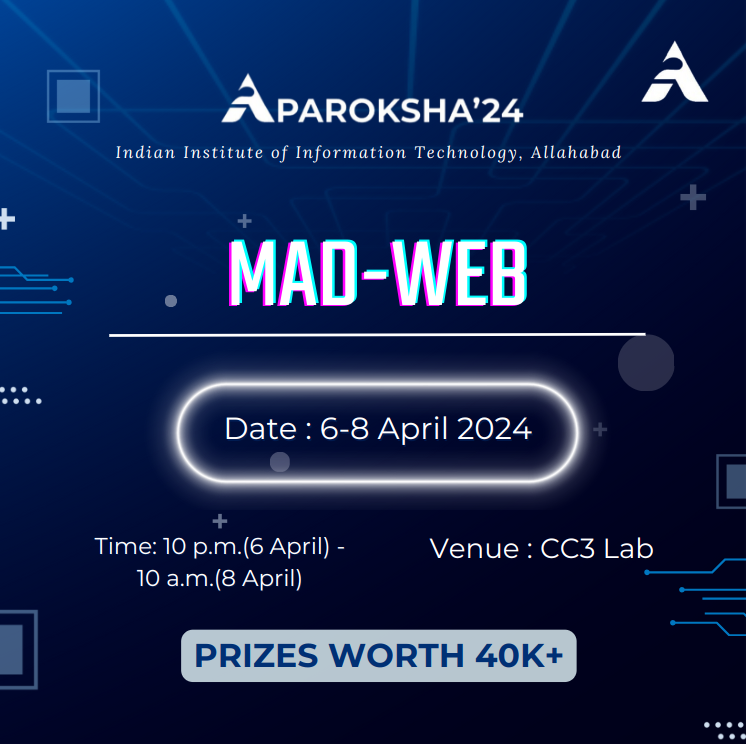 APAROKSHA'24
Indian Institute of Information Technology, Allahabad
MAD-WEB
Date : 6-8 April 2024
Time: 10 p.m.(6 April) -
10 a.m.(8 April)
Venue : CC3 Lab
PRIZES WORTH 40K+